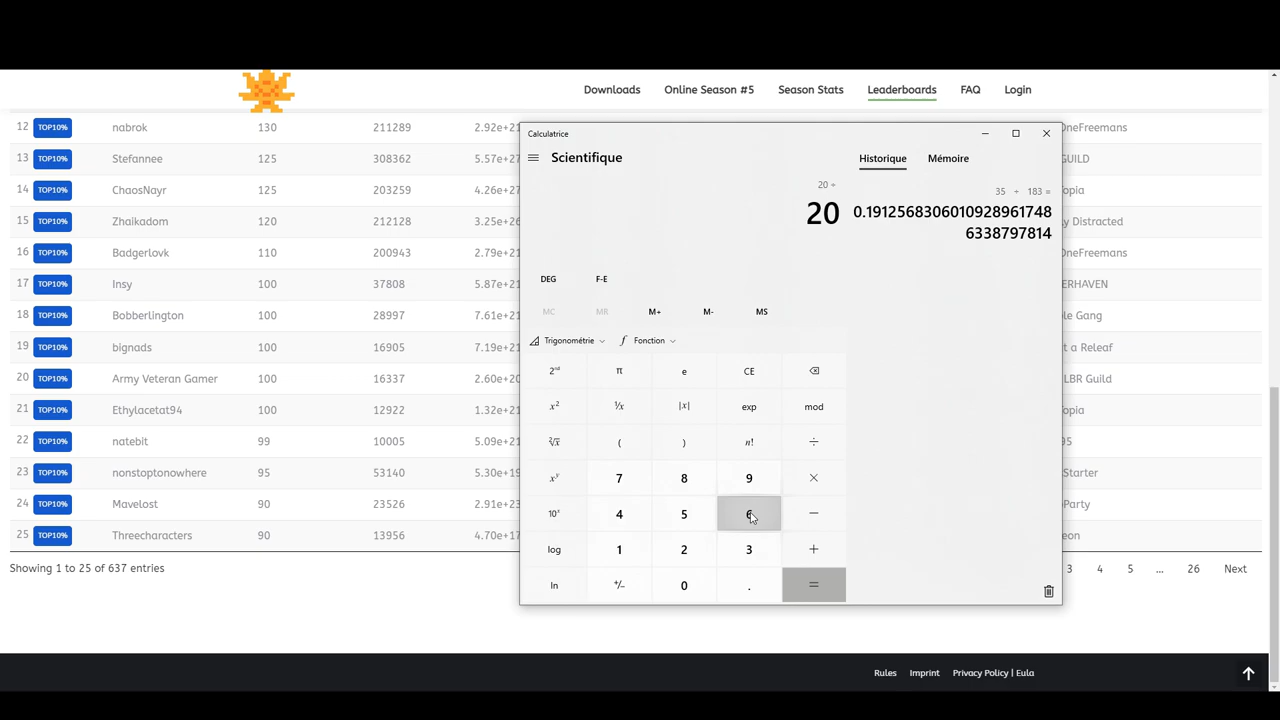 Downloads Online Season #5 Season Stats Leaderboards FAQ Login
12 TOP10% nabrok 130 211289 2.92e+21 OneFreemans
13 TOP10% Stefannee 125 308362 5.57e+27 GUILD
14 TOP10% ChaosNayr 125 203259 4.26e+27 Topia
15 TOP10% Zhaikadom 120 212128 3.25e+26 Distracted
16 TOP10% Badgerlovk 110 200943 2.79e+21 OneFreemans
17 TOP10% Insy 100 37808 5.87e+21 ERHAVEN
18 TOP10% Bobberlington 100 28997 7.61e+21 le Gang
19 TOP10% bignads 100 16905 7.19e+21 t a Releaf
20 TOP10% Army Veteran Gamer 100 16337 2.60e+20 LBR Guild
21 TOP10% Ethylacetat94 100 12922 1.32e+21 Topia
22 TOP10% natebit 99 10005 5.09e+21 95
23 TOP10% nonstoptonowhere 95 53140 5.30e+19 Starter
24 TOP10% Mavelost 90 23526 2.91e+23 Party
25 TOP10% Threecharacters 90 13956 4.70e+17 eon
Showing 1 to 25 of 637 entries
3 4 5 ... 26 Next
Calculatrice
Scientifique
Historique Mémoire
20 =
20
35 ÷ 183 =
0.1912568306010928961748
6338797814
DEG F-E
MC MR M+ M- MS
Trigonométrie Fonction
2ⁿᵈ π e CE
x² ¹/x |x| exp mod
²√x ( ) n! ÷
xʸ 7 8 9 ×
10ˣ 4 5 6 −
log 1 2 3 +
ln +/− 0 . =
Rules Imprint Privacy Policy | Eula